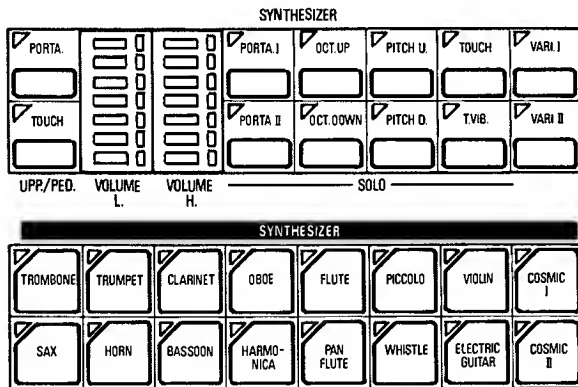 SYNTHESIZER
PORTA. PORTA.I OCT.UP PITCH U. TOUCH VARI.I
TOUCH PORTA II OCT.DOWN PITCH D. T.VIB. VARI II
UPP./PED. VOLUME L. VOLUME H. SOLO
SYNTHESIZER
TROMBONE TRUMPET CLARINET OBOE FLUTE PICCOLO VIOLIN COSMIC I
SAX HORN BASSOON HARMO-NICA PAN FLUTE WHISTLE ELECTRIC GUITAR COSMIC II